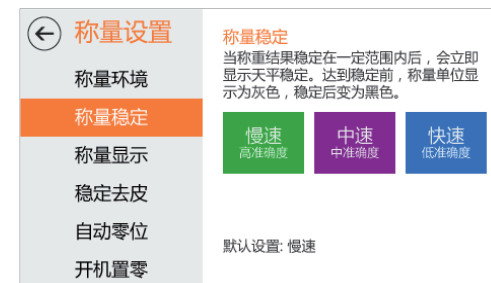 称量设置
称量环境
称量稳定
称量显示
稳定去皮
自动零位
开机置零
称量稳定
当称重结果稳定在一定范围内后，会立即
显示天平稳定。达到稳定前，称量单位显
示为灰色，稳定后变为黑色。
慢速
高准确度
中速
中准确度
快速
低准确度
默认设置: 慢速